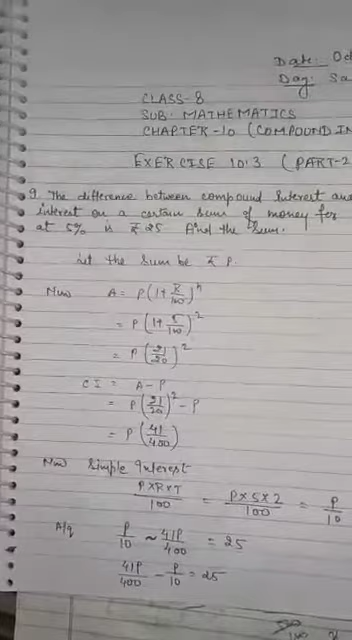 Date: Oct
Day: Sa
CLASS-8
SUB: MATHEMATICS
CHAPTER-10 (COMPOUND IN
EXERCISE 10.3 (PART-2
9. The difference between compound Interest and
interest on a certain sum of money for
at 5% is ₹25 Find the sum.
Let the sum be ₹ P.
Now A = P(1+R/100)^n
= P(1+5/100)^2
= P(21/20)^2
CI = A-P
= P(21/20)^2 - P
= P(41/400)
Now Simple Interest
P×R×T/100 = P×5×2/100 = P/10
A/q P/10 ~ 41P/400 = 25
41P/400 - P/10 = 25